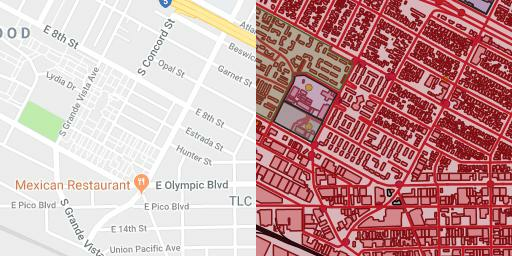 5
OOD
E 8th St
S Concord St
Atla
Beswic
Opal St
Garnet St
Lydia Dr
S Grande Vista Ave
E 8th St
Estrada St
Hunter St
Mexican Restaurant
E Olympic Blvd
E Pico Blvd
E Pico Blvd
TLC
S Grande Vista
E 14th St
Union Pacific Ave